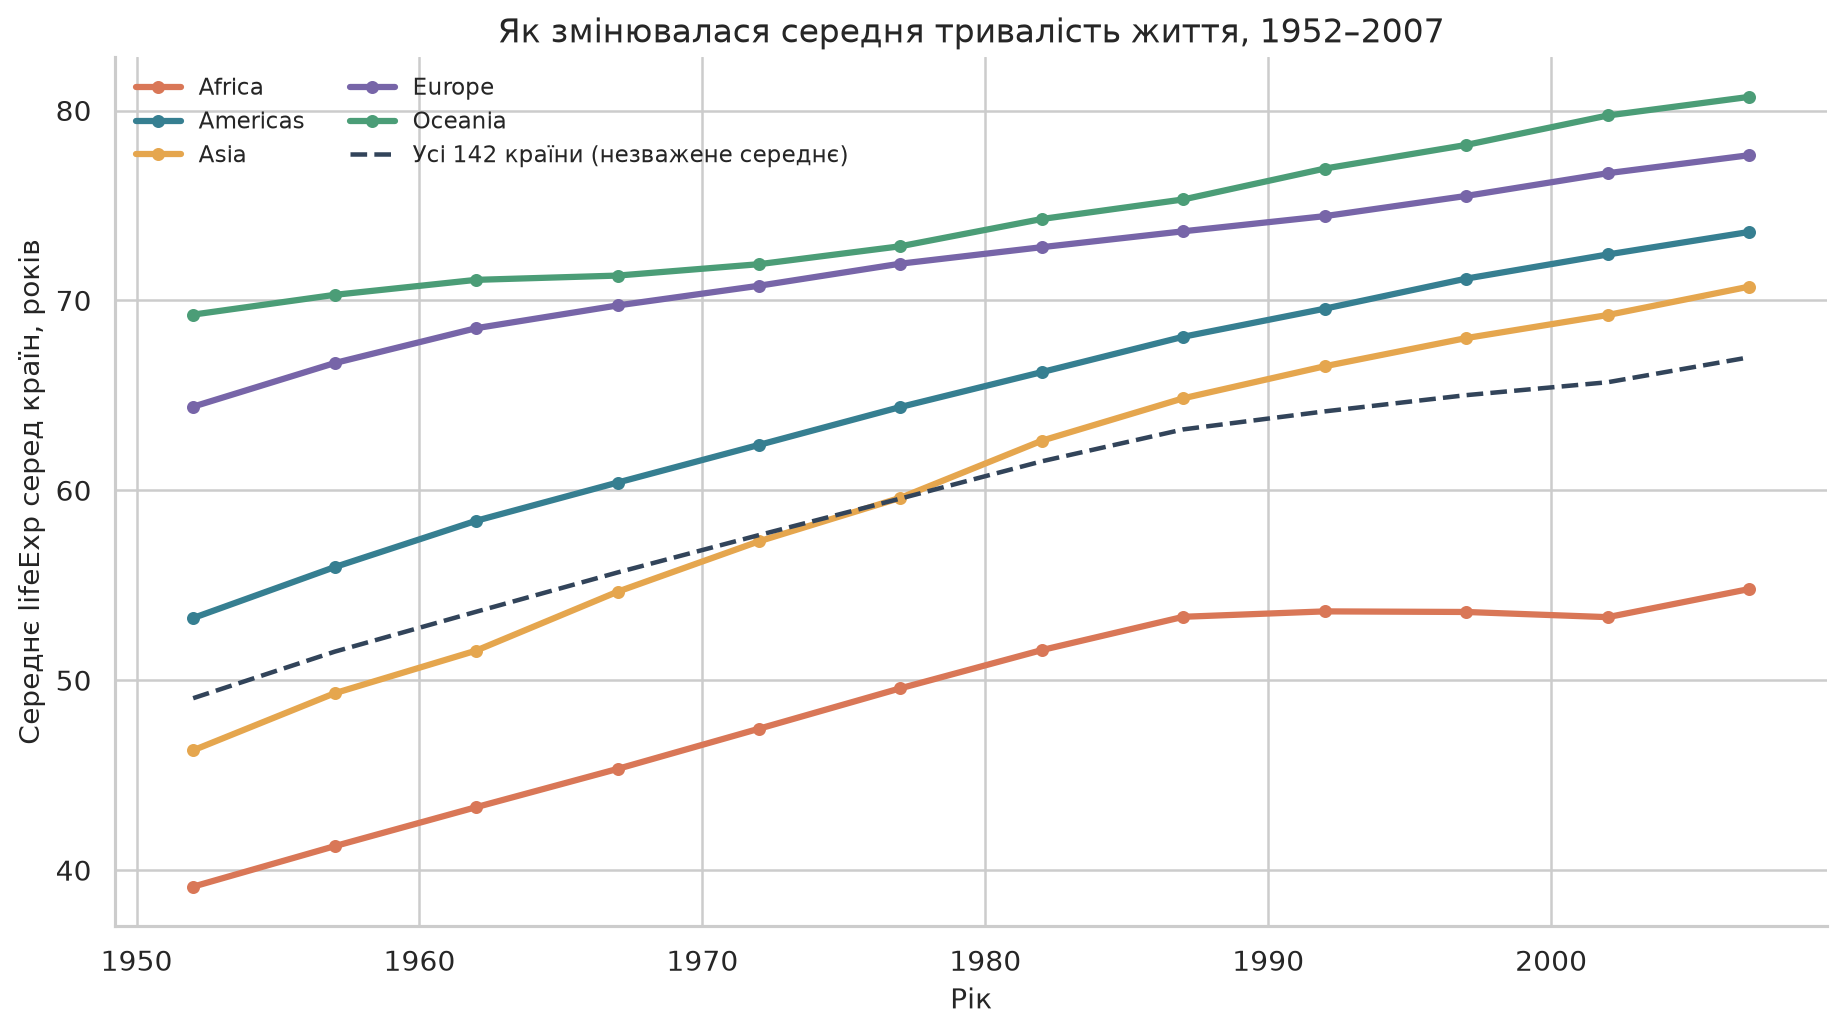 Як змінювалася середня тривалість життя, 1952–2007
Africa
Americas
Asia
Europe
Oceania
Усі 142 країни (незважене середнє)
Середнє lifeExp серед країн, років
80
70
60
50
40
1950
1960
1970
1980
1990
2000
Рік